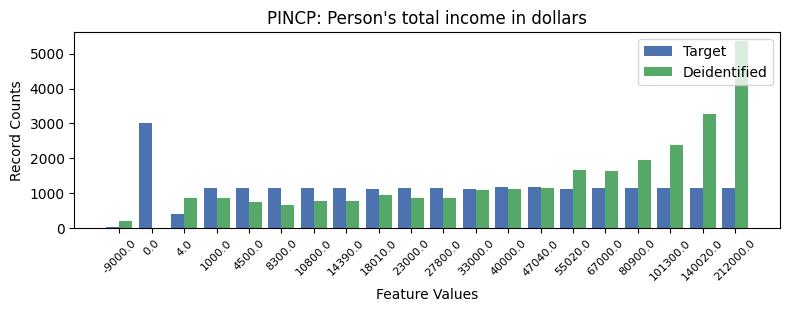 PINCP: Person's total income in dollars
Target
Deidentified
Record Counts
5000
4000
3000
2000
1000
0
-9000.0 0.0 4.0 1000.0 4500.0 8300.0 10800.0 14390.0 18010.0 23000.0 27800.0 33000.0 40000.0 47040.0 55020.0 67000.0 80900.0 101300.0 140020.0 212000.0
Feature Values